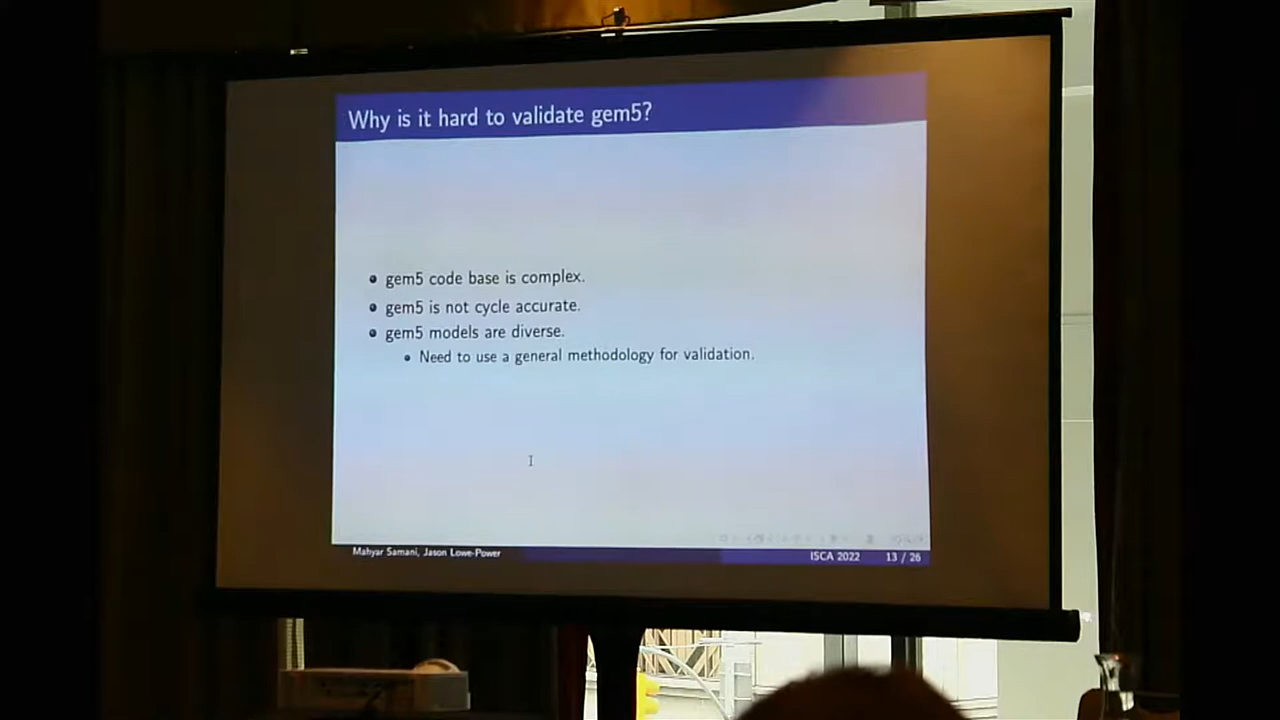 Why is it hard to validate gem5?
gem5 code base is complex.
gem5 is not cycle accurate.
gem5 models are diverse.
Need to use a general methodology for validation.
Mahyar Samani, Jason Lowe-Power
ISCA 2022
13 / 26